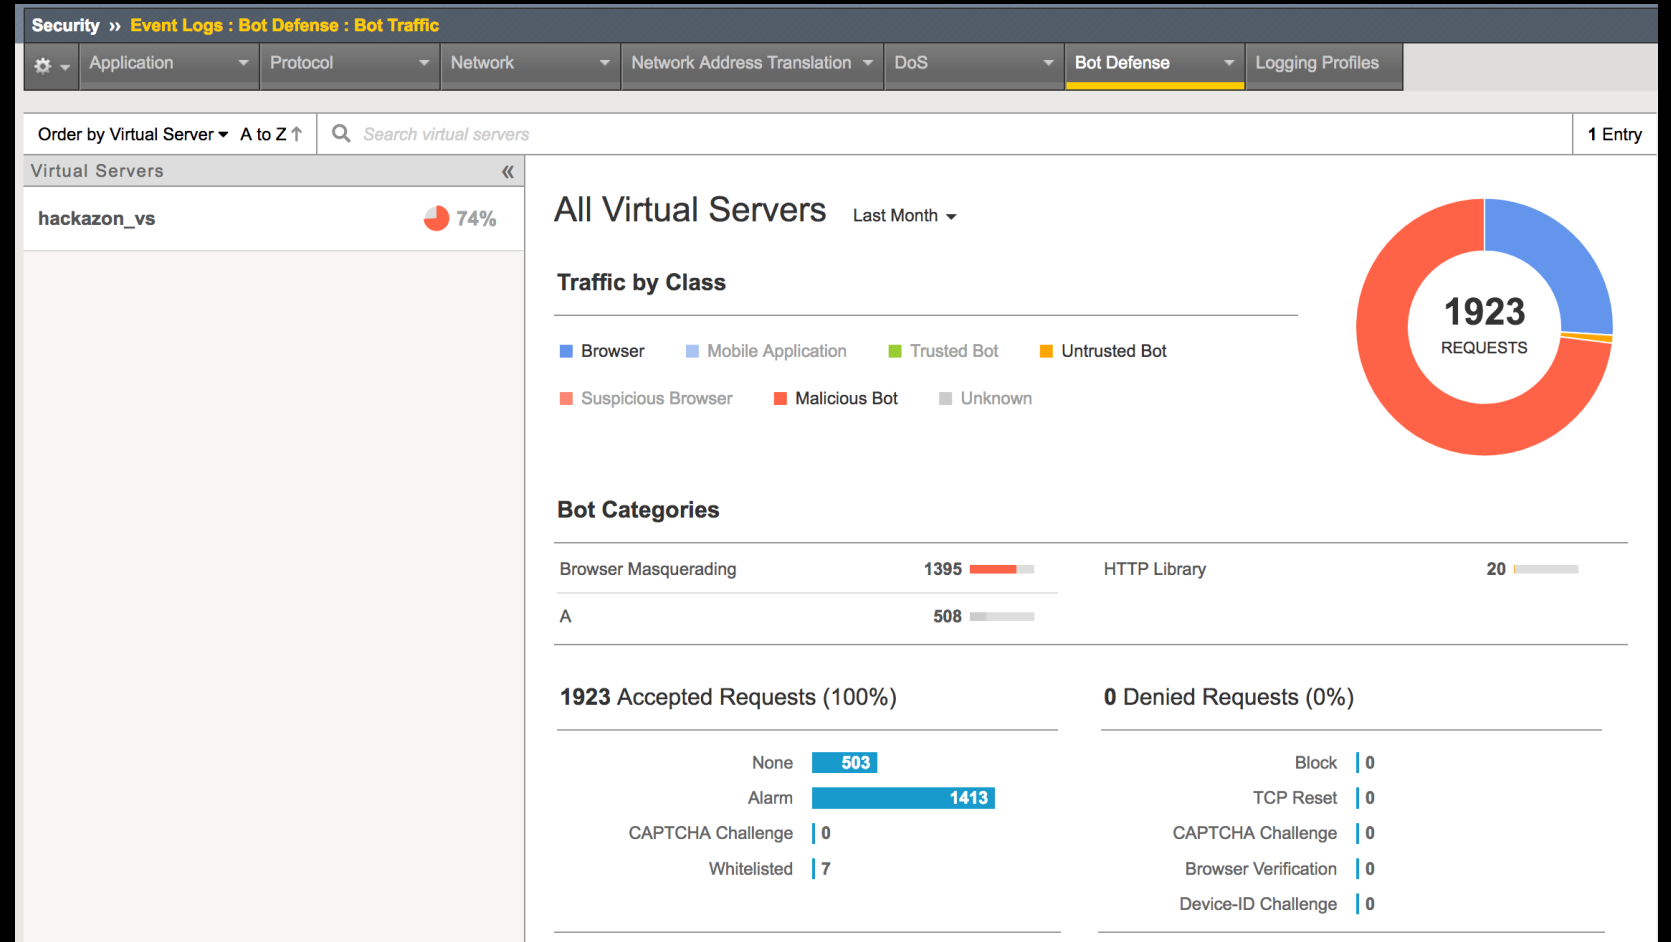 Security » Event Logs : Bot Defense : Bot Traffic
Application Protocol Network Network Address Translation DoS Bot Defense Logging Profiles
Order by Virtual Server A to Z Search virtual servers 1 Entry
Virtual Servers «
hackazon_vs 74%
All Virtual Servers Last Month
Traffic by Class
Browser Mobile Application Trusted Bot Untrusted Bot
Suspicious Browser Malicious Bot Unknown
1923
REQUESTS
Bot Categories
Browser Masquerading 1395 HTTP Library 20
A 508
1923 Accepted Requests (100%)
None 503
Alarm 1413
CAPTCHA Challenge 0
Whitelisted 7
0 Denied Requests (0%)
Block 0
TCP Reset 0
CAPTCHA Challenge 0
Browser Verification 0
Device-ID Challenge 0